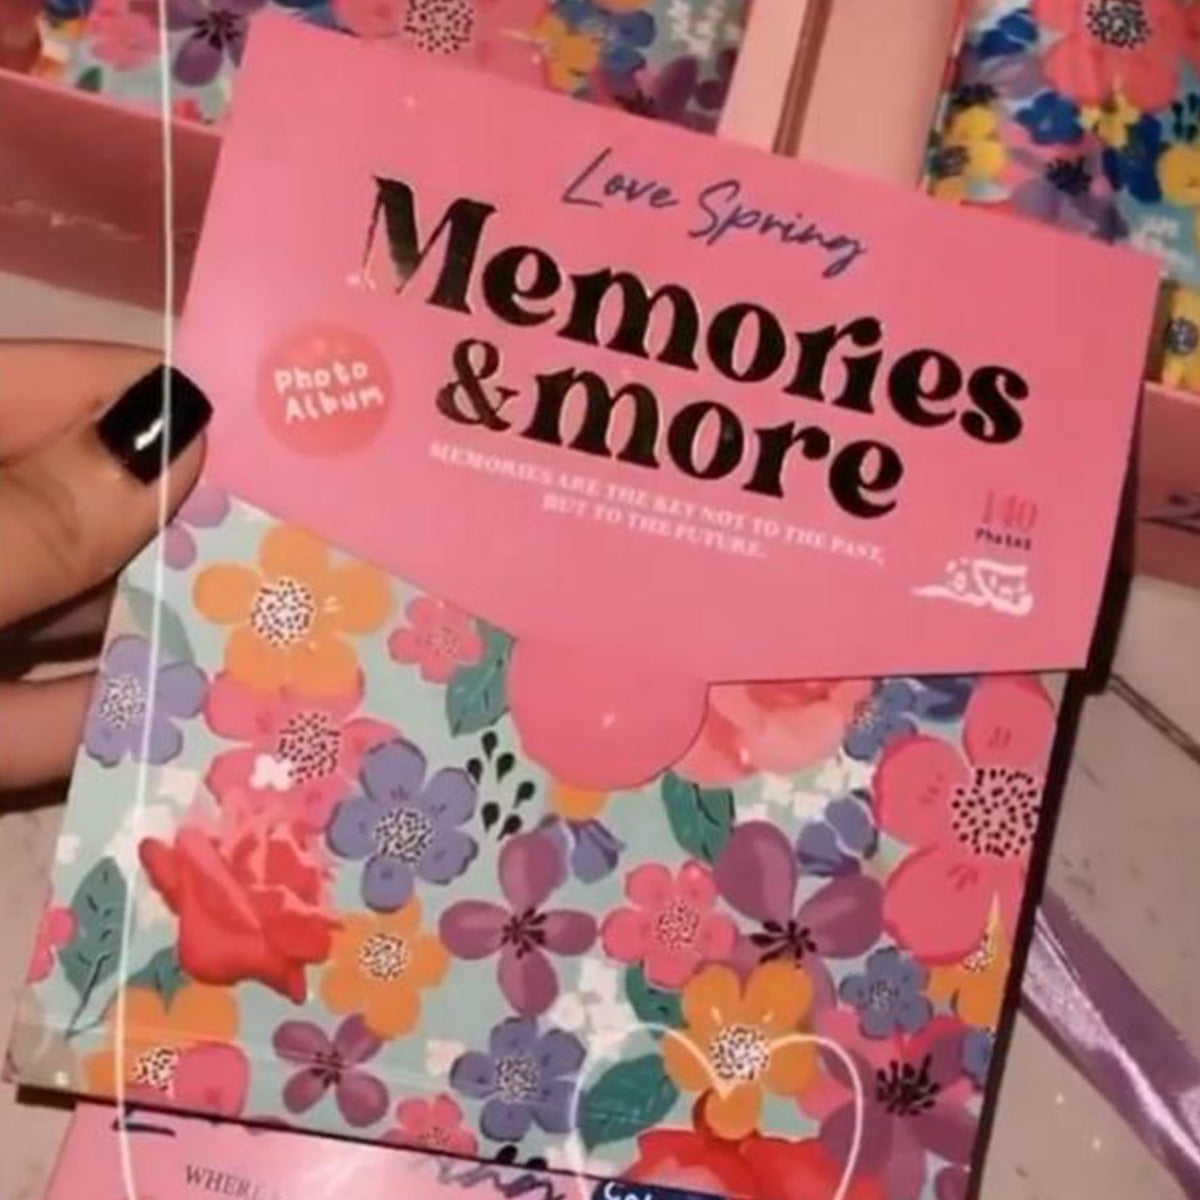 Love Spring
Memories
&more
Photo
Album
MEMORIES ARE THE KEY NOT TO THE PAST,
BUT TO THE FUTURE.
140
Photos
WHERE